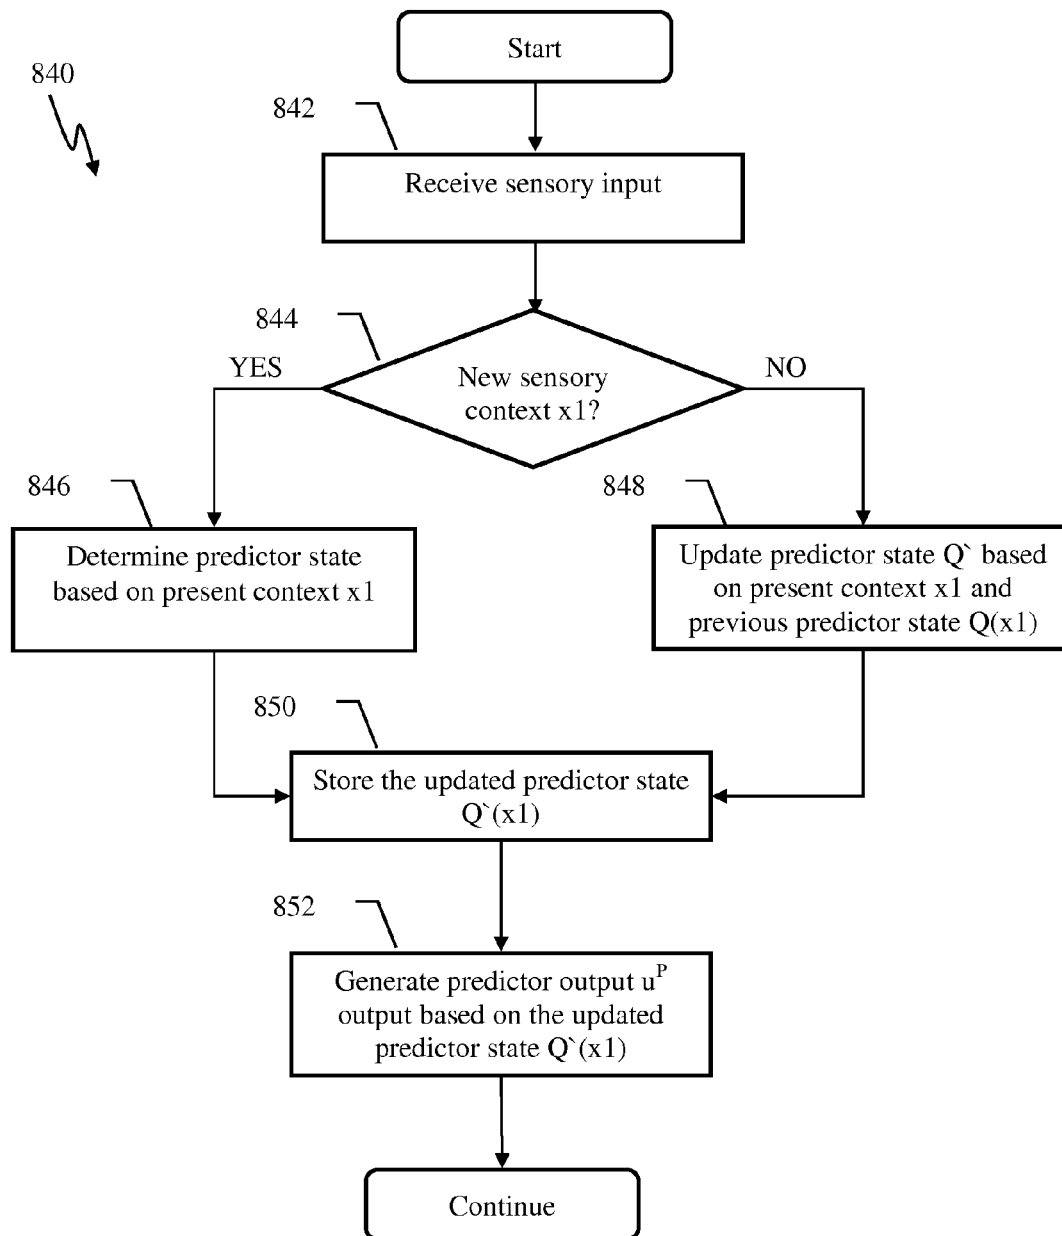 Start
840
842
Receive sensory input
844
YES
NO
New sensory
context x1?
846
848
Determine predictor state
based on present context x1
Update predictor state Q` based
on present context x1 and
previous predictor state Q(x1)
850
Store the updated predictor state
Q`(x1)
852
Generate predictor output u^P
output based on the updated
predictor state Q`(x1)
Continue